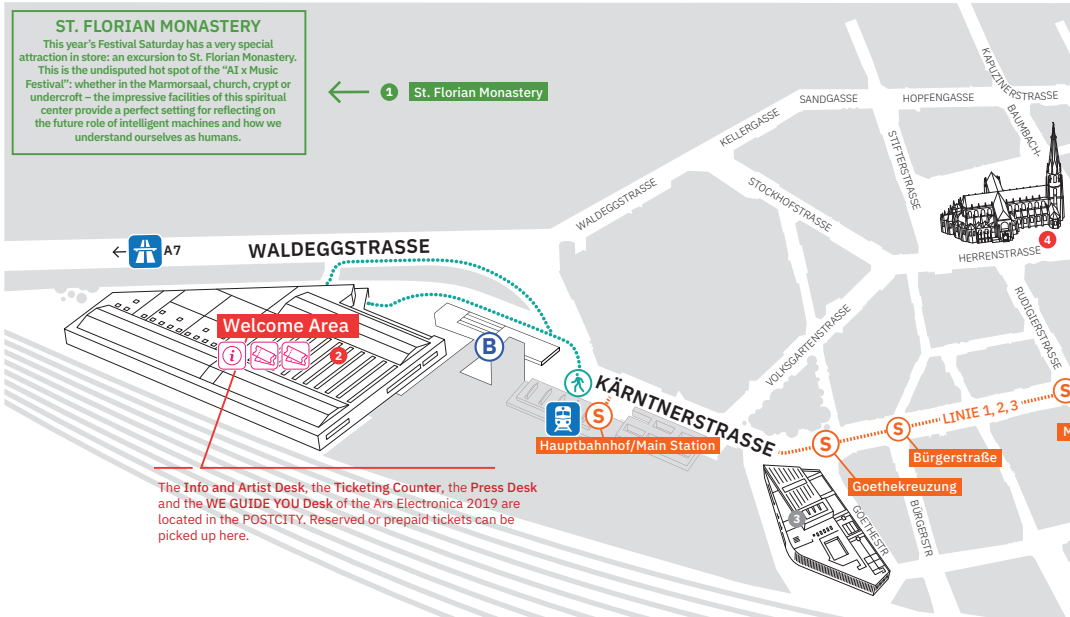 ST. FLORIAN MONASTERY
This year's Festival Saturday has a very special
attraction in store: an excursion to St. Florian Monastery.
This is the undisputed hot spot of the "AI x Music
Festival": whether in the Marmorsaal, church, crypt or
undercroft – the impressive facilities of this spiritual
center provide a perfect setting for reflecting on
the future role of intelligent machines and how we
understand ourselves as humans.
1 St. Florian Monastery
KAPUZINERSTRASSE
SANDGASSE
HOPFENGASSE
BAUMBACH-
KELLERGASSE
STIFTERSTRASSE
STOCKHOFSTRASSE
WALDEGGSTRASSE
4
HERRENSTRASSE
A7
WALDEGGSTRASSE
RUDIGIERSTRASSE
VOLKSGARTENSTRASSE
Welcome Area
i
2
B
KÄRNTNERSTRASSE
S
Hauptbahnhof/Main Station
LINIE 1, 2, 3
S
M
S
Bürgerstraße
S
Goethekreuzung
3
GOETHESTR
BÜRGERSTR
The Info and Artist Desk, the Ticketing Counter, the Press Desk
and the WE GUIDE YOU Desk of the Ars Electronica 2019 are
located in the POSTCITY. Reserved or prepaid tickets can be
picked up here.